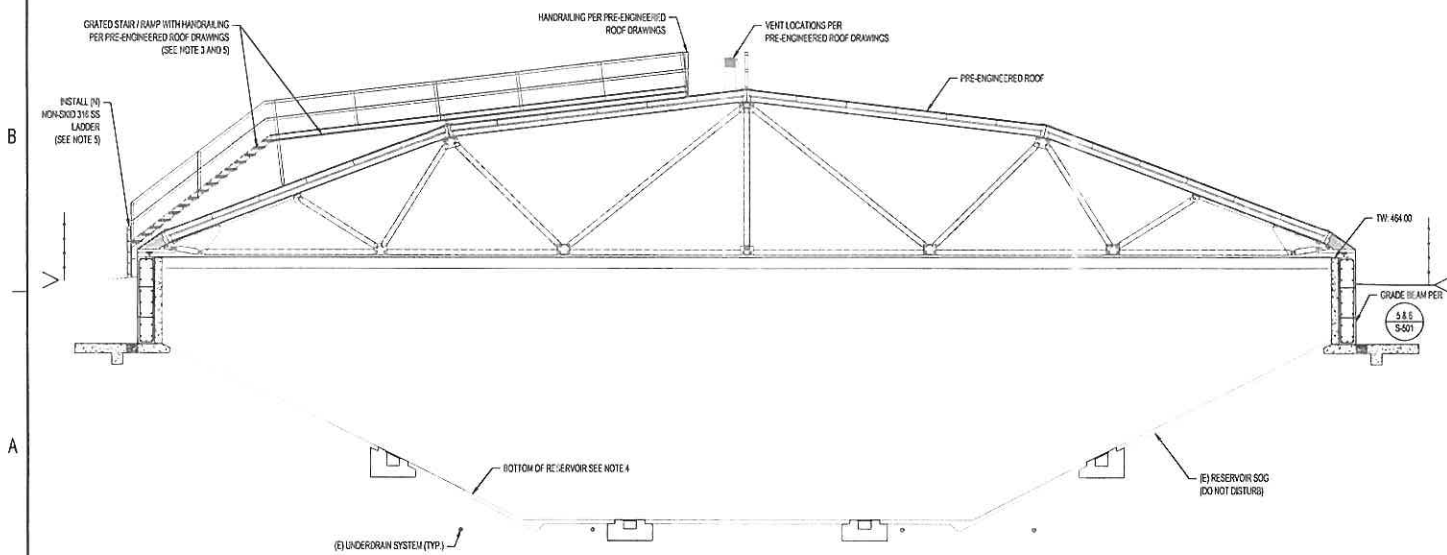 GRATED STAIR / RAMP WITH HANDRAILING
PER PRE-ENGINEERED ROOF DRAWINGS
(SEE NOTE 3 AND 5)
HANDRAILING PER PRE-ENGINEERED
ROOF DRAWINGS
VENT LOCATIONS PER
PRE-ENGINEERED ROOF DRAWINGS
PRE-ENGINEERED ROOF
INSTALL (N)
NON-SKID 316 SS
LADDER
(SEE NOTE 5)
B
TW: 464.00
GRADE BEAM PER
5 & 6
S-501
A
BOTTOM OF RESERVOIR SEE NOTE 4
(E) RESERVOIR SOG
(DO NOT DISTURB)
(E) UNDERDRAIN SYSTEM (TYP.)